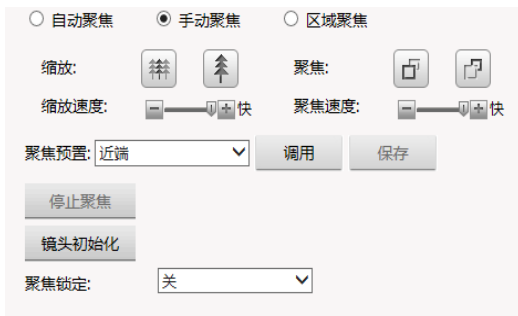 自动聚焦 手动聚焦 区域聚焦
缩放: 聚焦:
缩放速度: 快 聚焦速度: 快
聚焦预置: 近端 调用 保存
停止聚焦
镜头初始化
聚焦锁定: 关